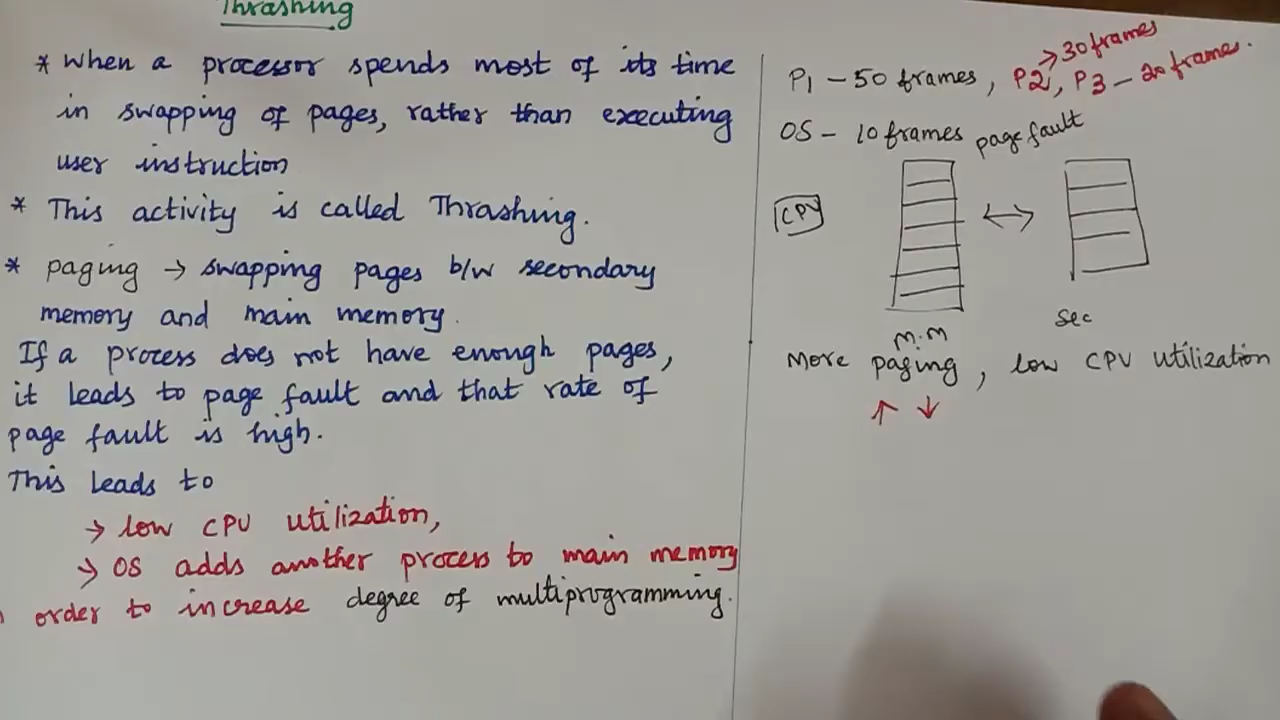 Thrashing
* When a processor spends most of its time
in swapping of pages, rather than executing
user instruction
* This activity is called Thrashing.
* paging → swapping pages b/w secondary
memory and main memory.
If a process does not have enough pages,
it leads to page fault and that rate of
page fault is high.
This leads to
→ low CPU utilization,
→ OS adds another process to main memory
order to increase degree of multiprogramming.
→ 30 frames
P1 - 50 frames, P2, P3 - 20 frames.
OS - 10 frames page fault
CPU
M.M
sec
More paging, low CPU utilization
↑ ↓